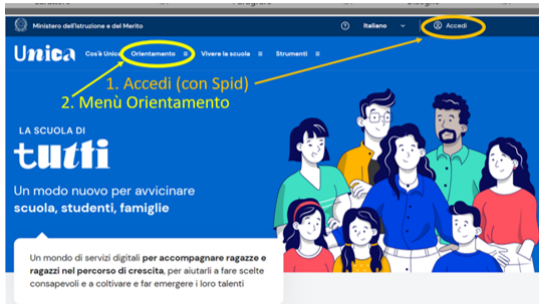 Ministero dell'Istruzione e del Merito
Italiano
Accedi
Unica
Cos'è Unica
Orientamento
Vivere la scuola
Strumenti
1. Accedi (con Spid)
2. Menù Orientamento
LA SCUOLA DI
tutti
Un modo nuovo per avvicinare
scuola, studenti, famiglie
Un mondo di servizi digitali per accompagnare ragazze e
ragazzi nel percorso di crescita, per aiutarli a fare scelte
consapevoli e a coltivare e far emergere i loro talenti